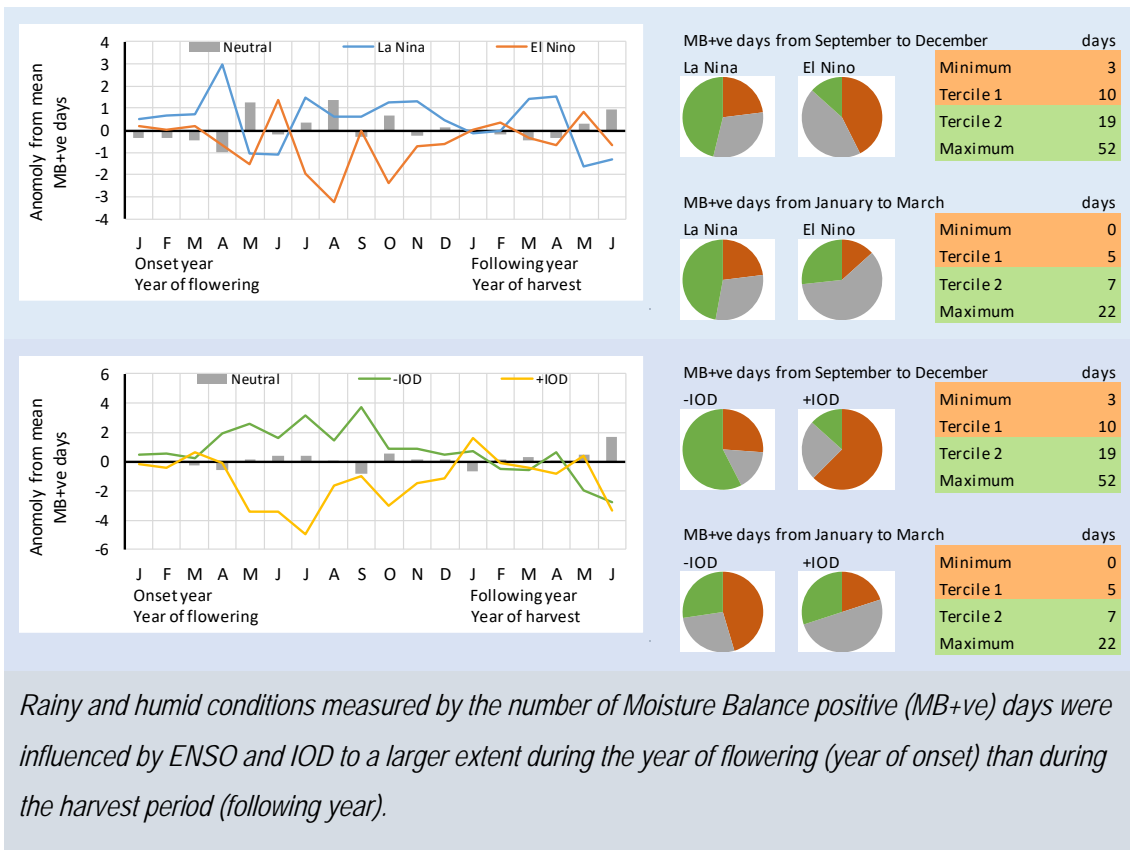 Neutral La Nina El Nino
4
3
2
1
0
-1
-2
-3
-4
Anomoly from mean
MB+ve days
J F M A M J J A S O N D J F M A M J
Onset year Following year
Year of flowering Year of harvest
MB+ve days from September to December days
La Nina El Nino
Minimum 3
Tercile 1 10
Tercile 2 19
Maximum 52
MB+ve days from January to March days
La Nina El Nino
Minimum 0
Tercile 1 5
Tercile 2 7
Maximum 22
Neutral -IOD +IOD
6
4
2
0
-2
-4
-6
Anomoly from mean
MB+ve days
J F M A M J J A S O N D J F M A M J
Onset year Following year
Year of flowering Year of harvest
MB+ve days from September to December days
-IOD +IOD
Minimum 3
Tercile 1 10
Tercile 2 19
Maximum 52
MB+ve days from January to March days
-IOD +IOD
Minimum 0
Tercile 1 5
Tercile 2 7
Maximum 22
Rainy and humid conditions measured by the number of Moisture Balance positive (MB+ve) days were
influenced by ENSO and IOD to a larger extent during the year of flowering (year of onset) than during
the harvest period (following year).